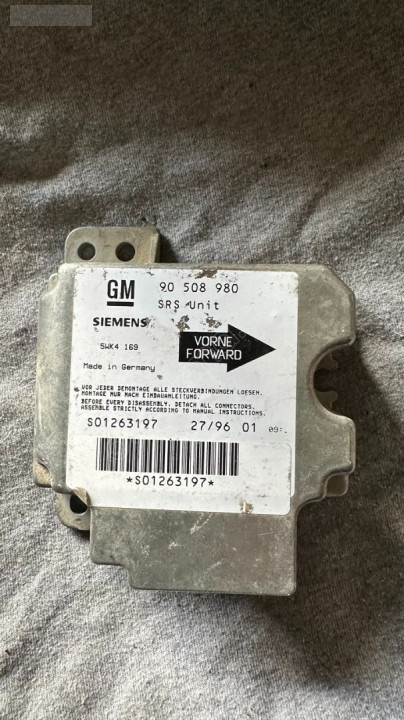 GM 90 508 980
SRS Unit
SIEMENS
5WK4 169
VORNE
FORWARD
Made in Germany
VOR JEDER DEMONTAGE ALLE STECKVERBINDUNGEN LOESEN.
MONTAGE NUR NACH EINBAUANLEITUNG.
BEFORE EVERY DISASSEMBLY. DETACH ALL CONNECTORS.
ASSEMBLE STRICTLY ACCORDING TO MANUAL INSTRUCTIONS.
S01263197 27/96 01
*S01263197*